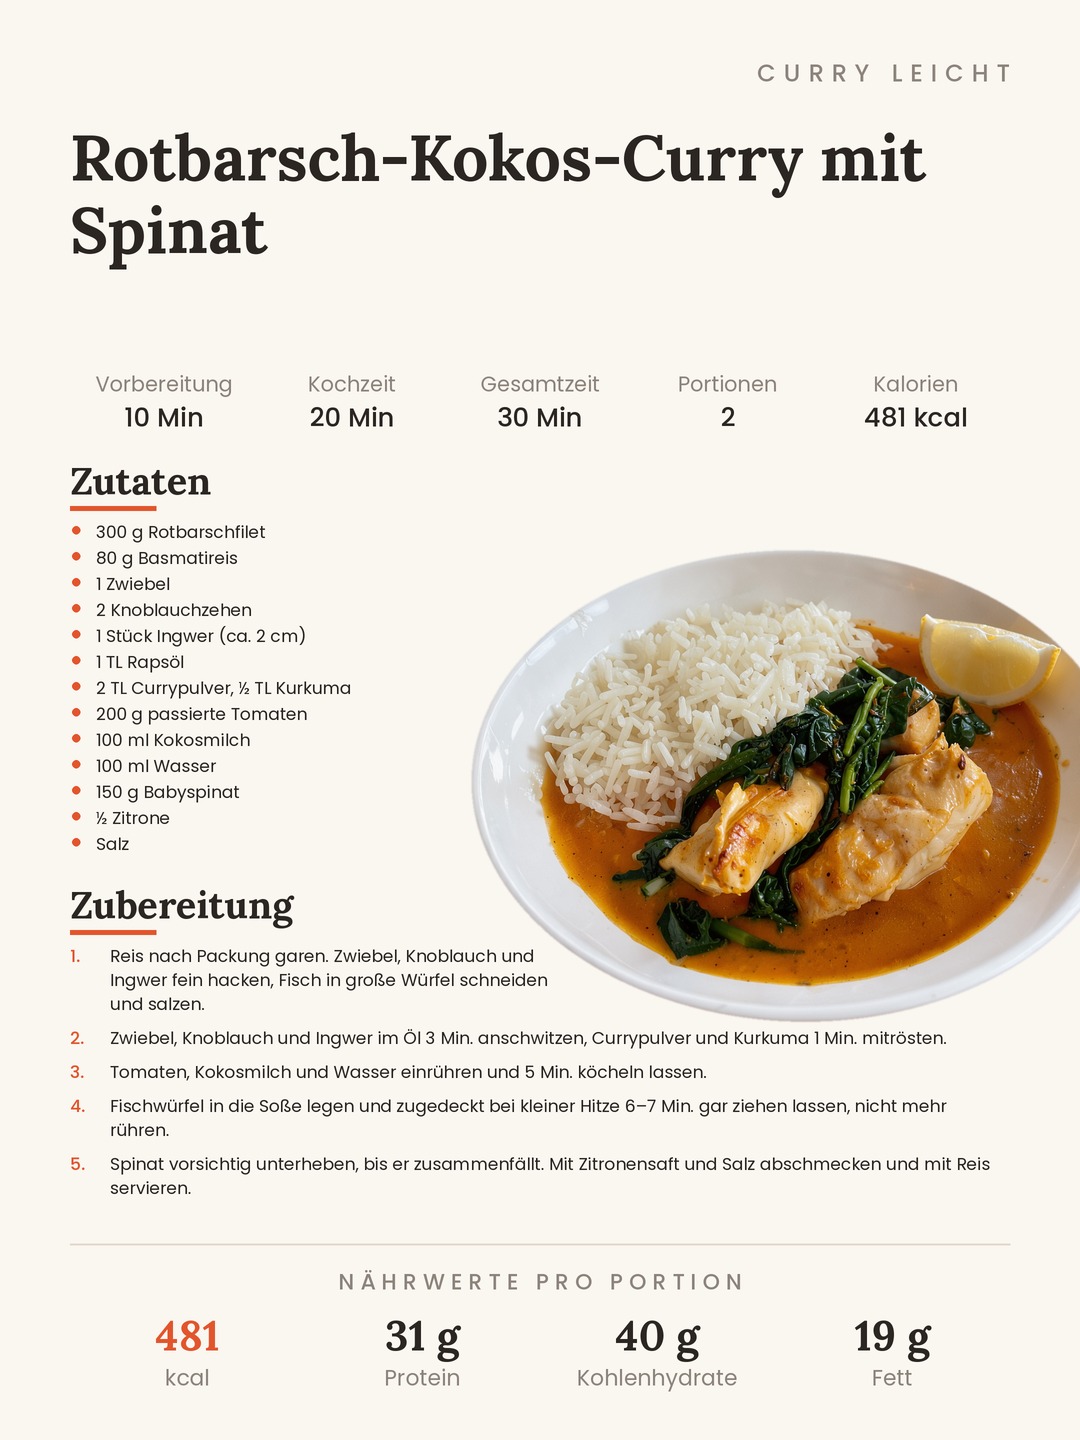 CURRY LEICHT
Rotbarsch-Kokos-Curry mit
Spinat
Vorbereitung
10 Min
Kochzeit
20 Min
Gesamtzeit
30 Min
Portionen
2
Kalorien
481 kcal
Zutaten
300 g Rotbarschfilet
80 g Basmatireis
1 Zwiebel
2 Knoblauchzehen
1 Stück Ingwer (ca. 2 cm)
1 TL Rapsöl
2 TL Currypulver, ½ TL Kurkuma
200 g passierte Tomaten
100 ml Kokosmilch
100 ml Wasser
150 g Babyspinat
½ Zitrone
Salz
Zubereitung
1. Reis nach Packung garen. Zwiebel, Knoblauch und
Ingwer fein hacken, Fisch in große Würfel schneiden
und salzen.
2. Zwiebel, Knoblauch und Ingwer im Öl 3 Min. anschwitzen, Currypulver und Kurkuma 1 Min. mitrösten.
3. Tomaten, Kokosmilch und Wasser einrühren und 5 Min. köcheln lassen.
4. Fischwürfel in die Soße legen und zugedeckt bei kleiner Hitze 6–7 Min. gar ziehen lassen, nicht mehr
rühren.
5. Spinat vorsichtig unterheben, bis er zusammenfällt. Mit Zitronensaft und Salz abschmecken und mit Reis
servieren.
NÄHRWERTE PRO PORTION
481
kcal
31 g
Protein
40 g
Kohlenhydrate
19 g
Fett